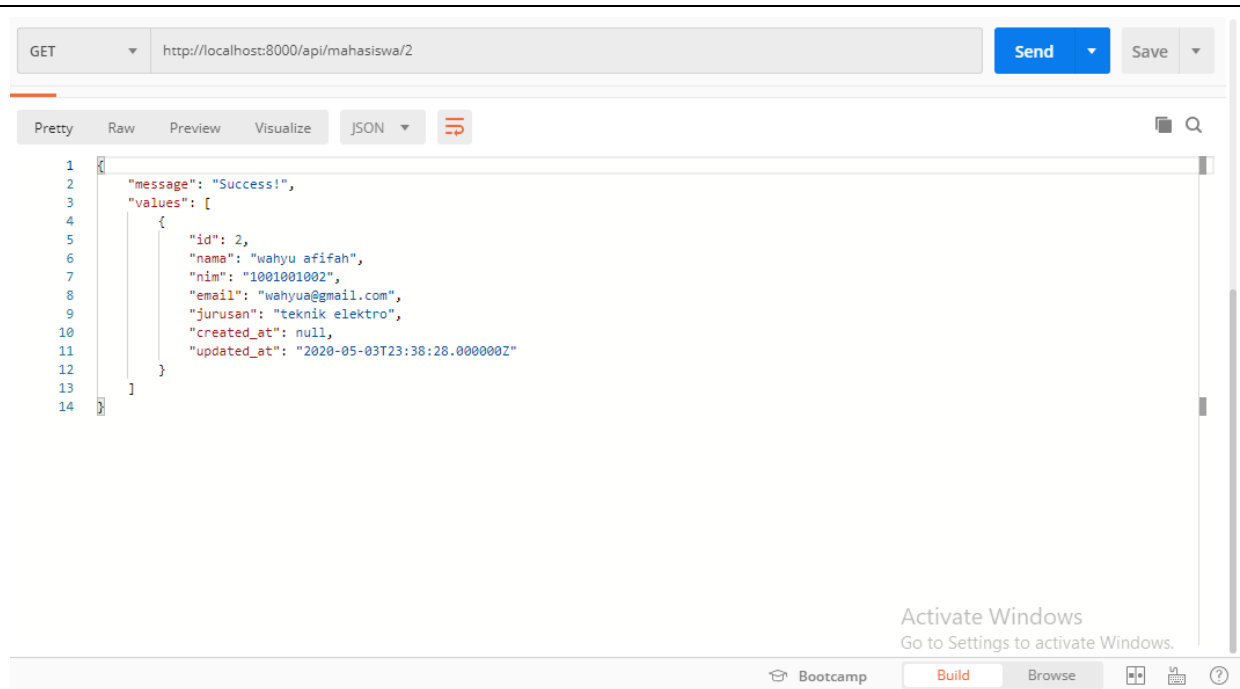 GET http://localhost:8000/api/mahasiswa/2 Send Save
Pretty Raw Preview Visualize JSON
1 {
2 "message": "Success!",
3 "values": [
4 {
5 "id": 2,
6 "nama": "wahyu afifah",
7 "nim": "1001001002",
8 "email": "wahyua@gmail.com",
9 "jurusan": "teknik elektro",
10 "created_at": null,
11 "updated_at": "2020-05-03T23:38:28.000000Z"
12 }
13 ]
14 }
Activate Windows
Go to Settings to activate Windows.
Bootcamp Build Browse